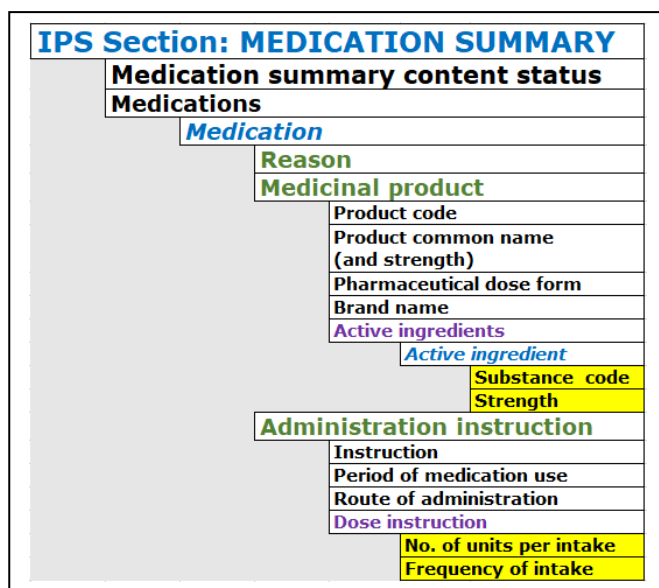 IPS Section: MEDICATION SUMMARY
Medication summary content status
Medications
Medication
Reason
Medicinal product
Product code
Product common name
(and strength)
Pharmaceutical dose form
Brand name
Active ingredients
Active ingredient
Substance code
Strength
Administration instruction
Instruction
Period of medication use
Route of administration
Dose instruction
No. of units per intake
Frequency of intake